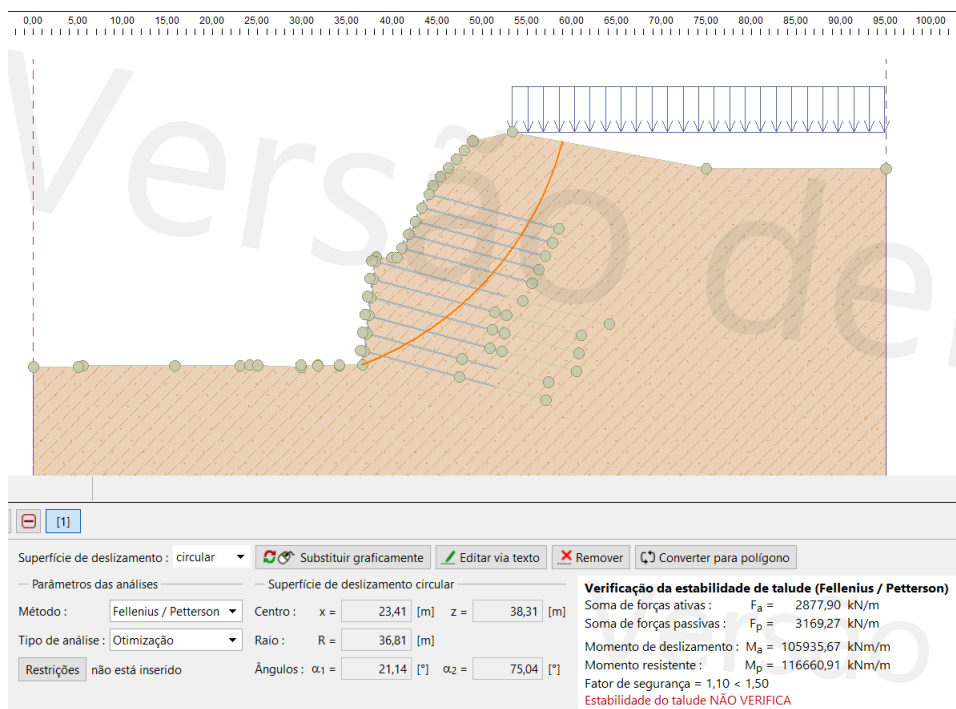 0,00 5,00 10,00 15,00 20,00 25,00 30,00 35,00 40,00 45,00 50,00 55,00 60,00 65,00 70,00 75,00 80,00 85,00 90,00 95,00 100,00
Versão de
[1]
Superfície de deslizamento : circular Substituir graficamente Editar via texto Remover Converter para polígono
Parâmetros das análises
Método : Fellenius / Petterson
Tipo de análise : Otimização
Restrições não está inserido
Superfície de deslizamento circular
Centro : x = 23,41 [m] z = 38,31 [m]
Raio : R = 36,81 [m]
Ângulos : α1 = 21,14 [°] α2 = 75,04 [°]
Verificação da estabilidade de talude (Fellenius / Petterson)
Soma de forças ativas : Fa = 2877,90 kN/m
Soma de forças passivas : Fp = 3169,27 kN/m
Momento de deslizamento : Ma = 105935,67 kNm/m
Momento resistente : Mp = 116660,91 kNm/m
Fator de segurança = 1,10 < 1,50
Estabilidade do talude NÃO VERIFICA
Versão